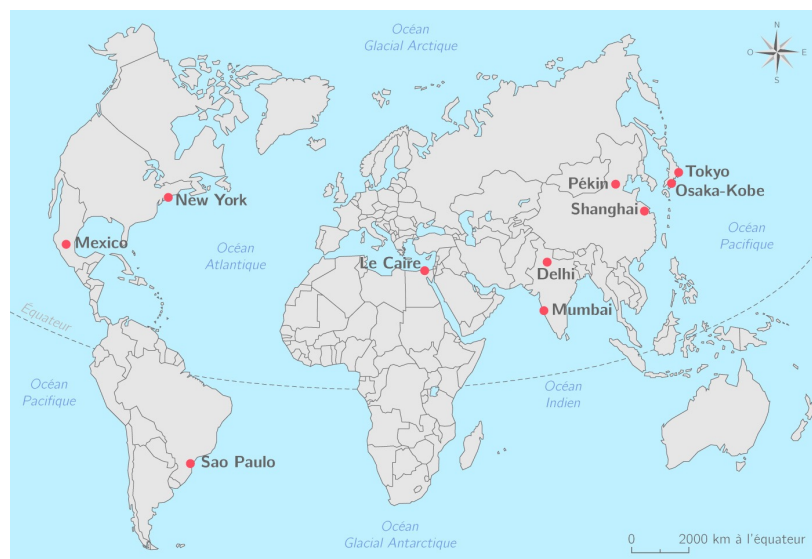 Océan
Glacial Arctique
N
O
E
S
Tokyo
Pékin
Osaka-Kobe
New York
Shanghai
Océan
Pacifique
Mexico
Océan
Atlantique
Le Caire
Delhi
Équateur
Mumbai
Océan
Pacifique
Océan
Indien
Sao Paulo
Océan
Glacial Antarctique
0 2000 km à l'équateur